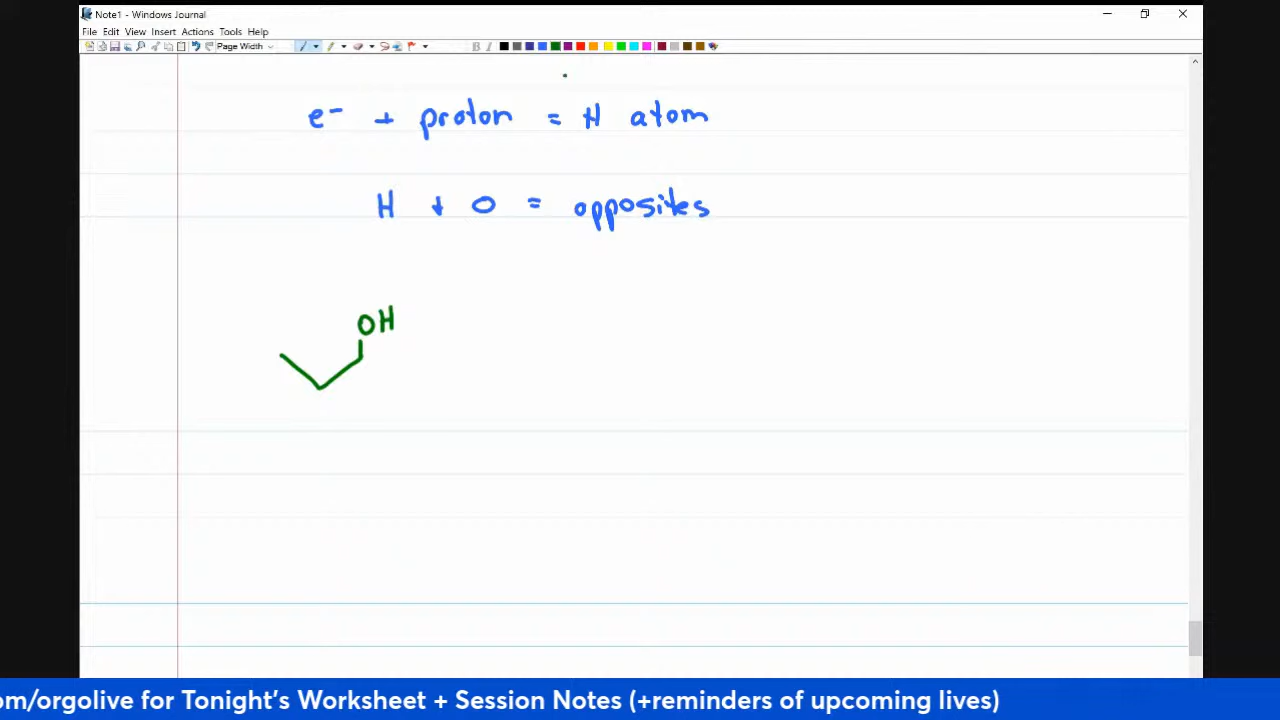 Note1 - Windows Journal
File Edit View Insert Actions Tools Help
Page Width
B I
e- + proton = H atom
H + O = opposites
OH
om/orgolive for Tonight's Worksheet + Session Notes (+reminders of upcoming lives)